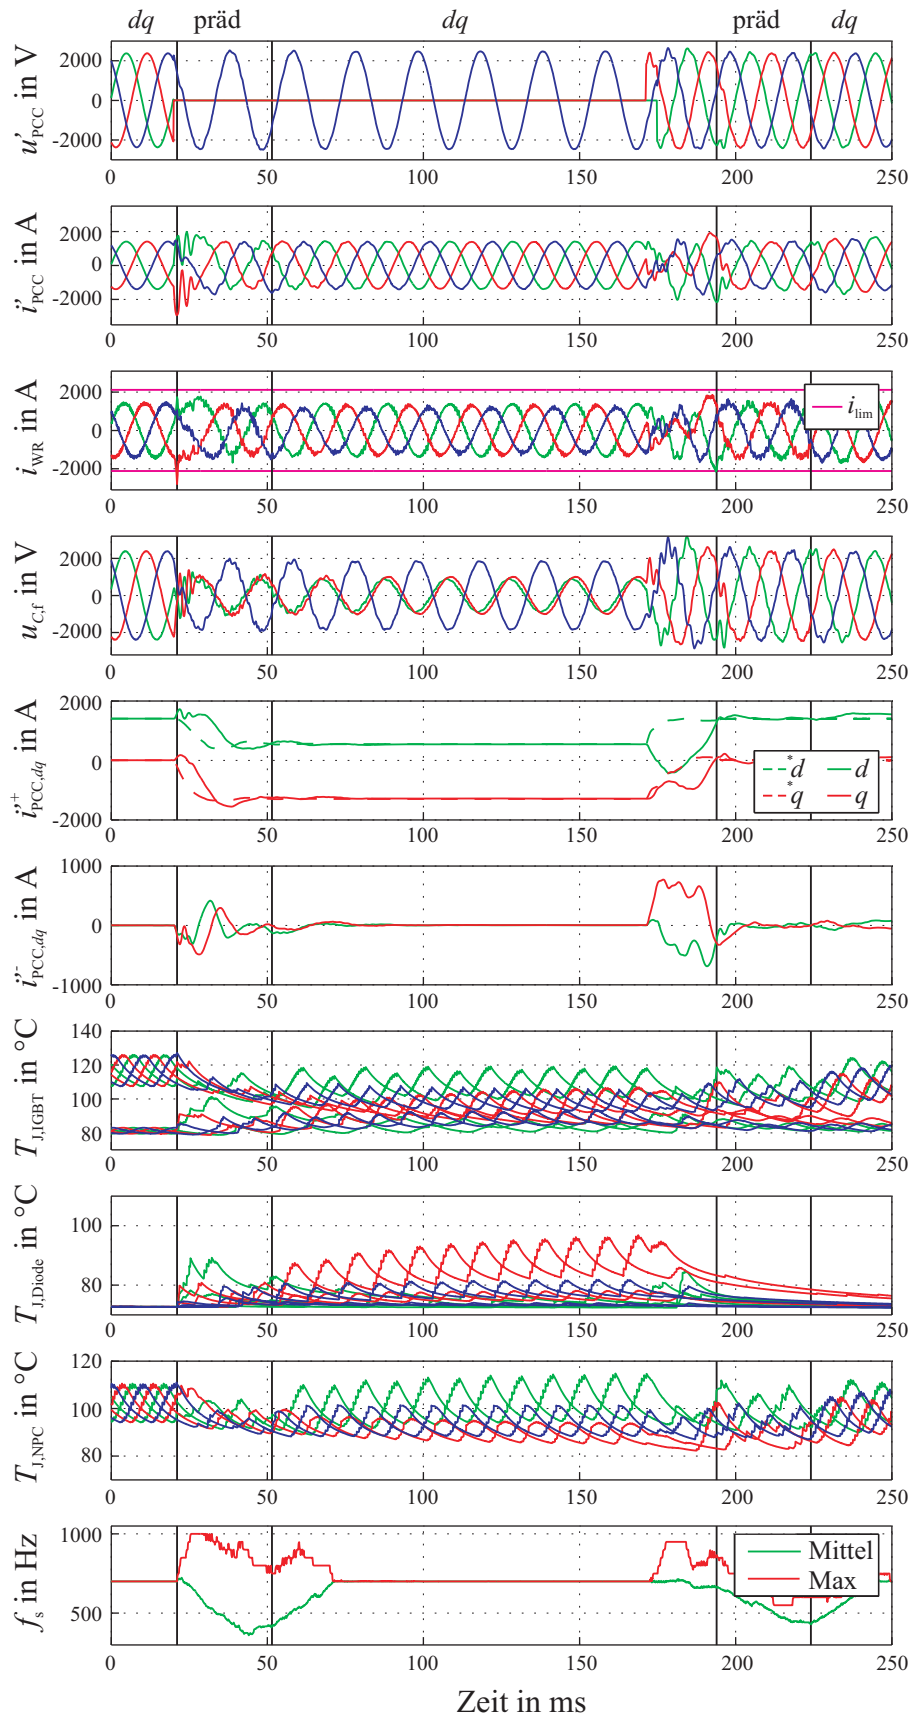 dq präd dq präd dq
u'PCC in V
2000
0
-2000
0 50 100 150 200 250
i''PCC in A
2000
0
-2000
0 50 100 150 200 250
iWR in A
2000
0
-2000
ilim
0 50 100 150 200 250
uC,f in V
2000
0
-2000
0 50 100 150 200 250
i''+PCC,dq in A
2000
0
-2000
*d d
*q q
0 50 100 150 200 250
i''-PCC,dq in A
1000
0
-1000
0 50 100 150 200 250
TJ,IGBT in °C
140
120
100
80
0 50 100 150 200 250
TJ,Diode in °C
100
80
0 50 100 150 200 250
TJ,NPC in °C
120
100
80
0 50 100 150 200 250
fs in Hz
1000
500
Mittel
Max
0 50 100 150 200 250
Zeit in ms